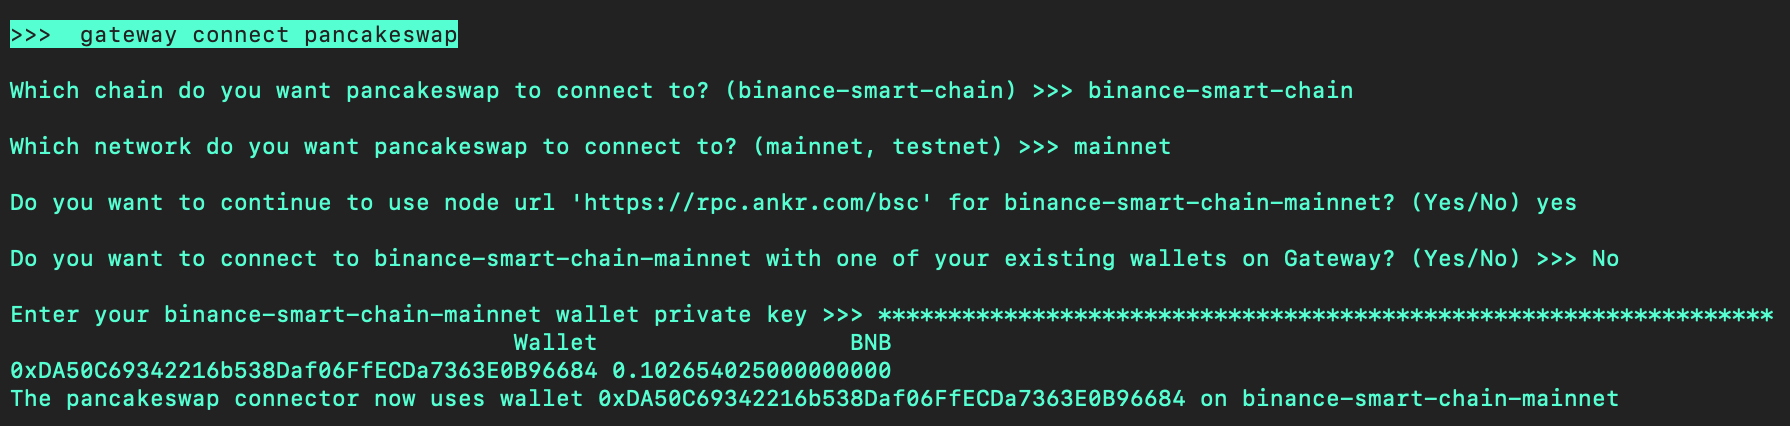 >>>  gateway connect pancakeswap
Which chain do you want pancakeswap to connect to? (binance-smart-chain) >>> binance-smart-chain
Which network do you want pancakeswap to connect to? (mainnet, testnet) >>> mainnet
Do you want to continue to use node url 'https://rpc.ankr.com/bsc' for binance-smart-chain-mainnet? (Yes/No) yes
Do you want to connect to binance-smart-chain-mainnet with one of your existing wallets on Gateway? (Yes/No) >>> No
Enter your binance-smart-chain-mainnet wallet private key >>> ****************************************************************
Wallet BNB
0xDA50C69342216b538Daf06FfECDa7363E0B96684 0.102654025000000000
The pancakeswap connector now uses wallet 0xDA50C69342216b538Daf06FfECDa7363E0B96684 on binance-smart-chain-mainnet